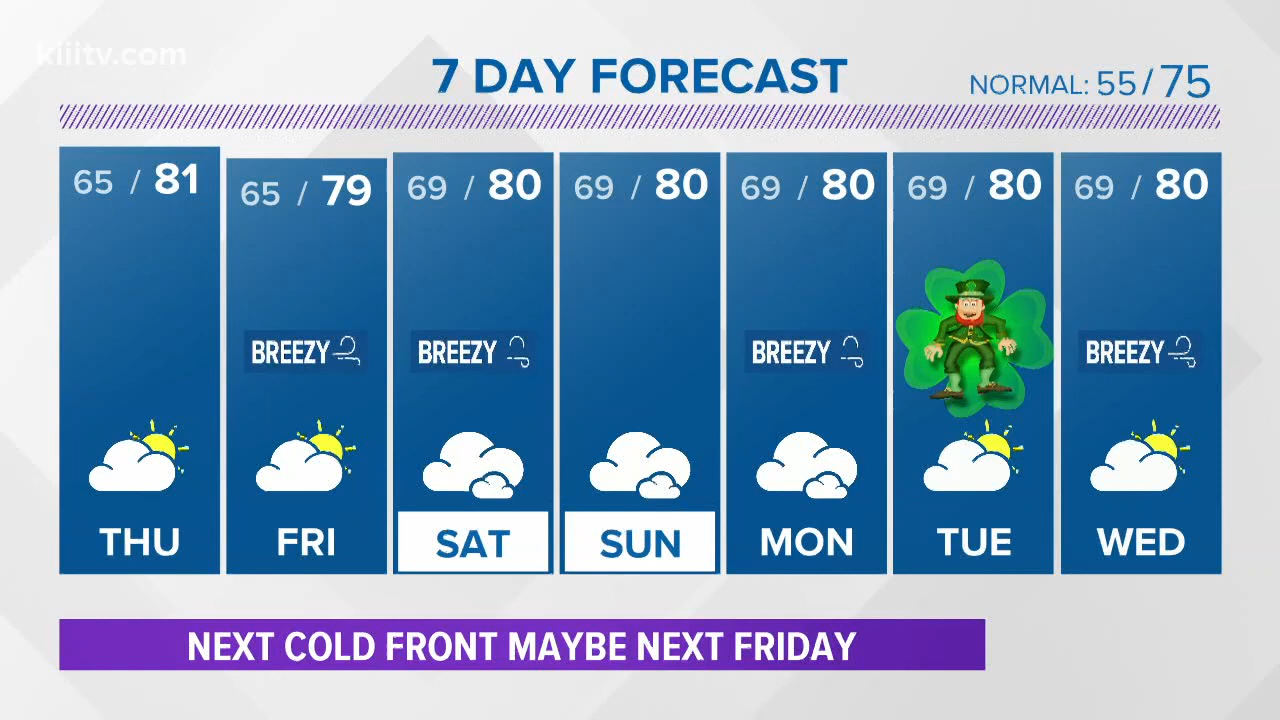 kiiitv.com
7 DAY FORECAST
NORMAL: 55/75
65 / 81
65 / 79
69 / 80
69 / 80
69 / 80
69 / 80
69 / 80
BREEZY
BREEZY
BREEZY
BREEZY
THU
FRI
SAT
SUN
MON
TUE
WED
NEXT COLD FRONT MAYBE NEXT FRIDAY